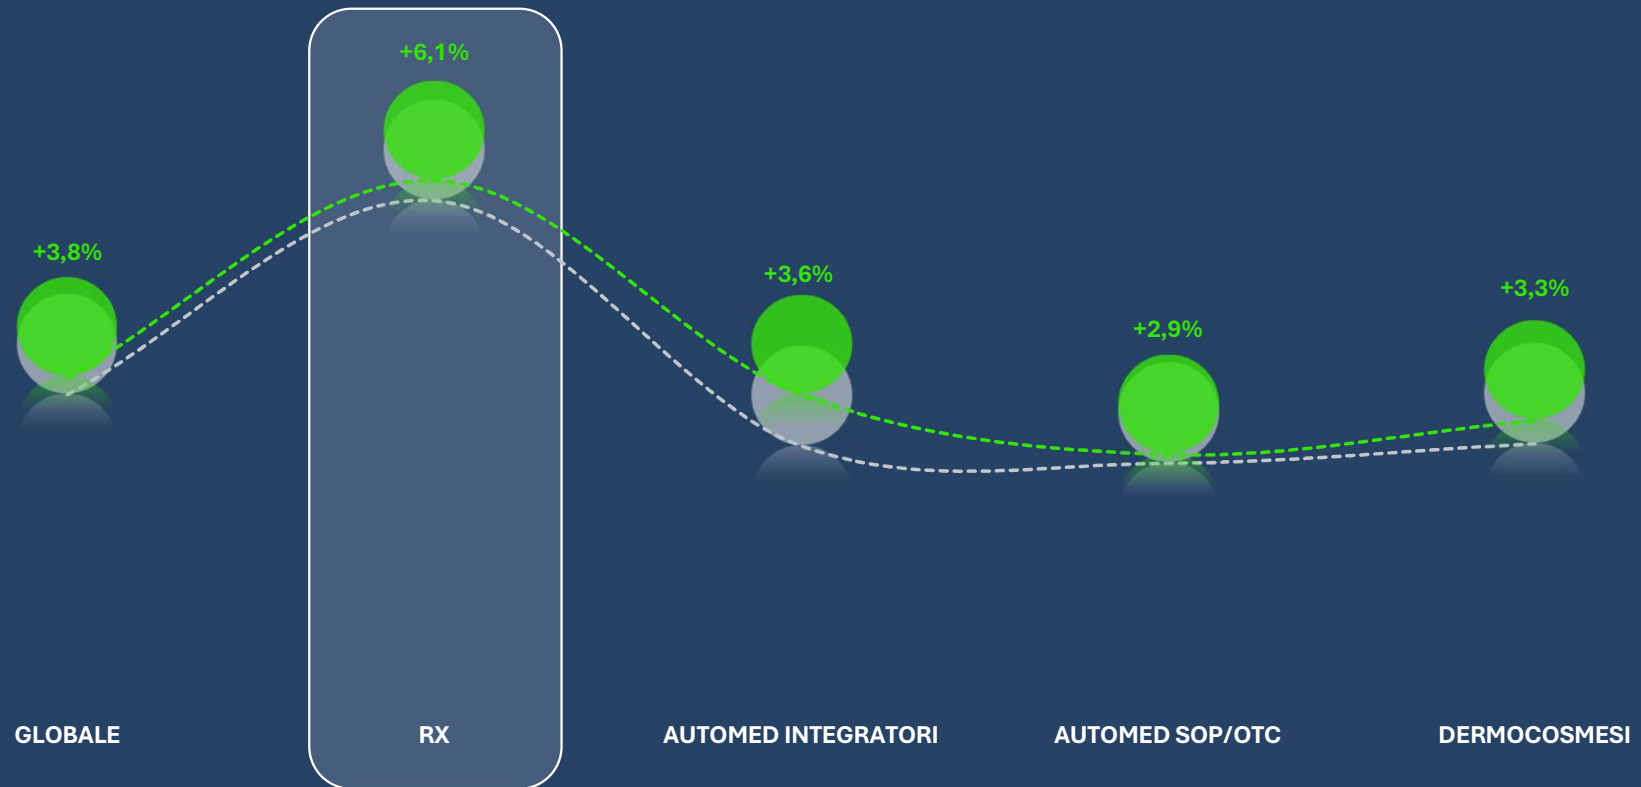 +6,1%
+3,8%
+3,6%
+3,3%
+2,9%
GLOBALE
RX
AUTOMED INTEGRATORI
AUTOMED SOP/OTC
DERMOCOSMESI